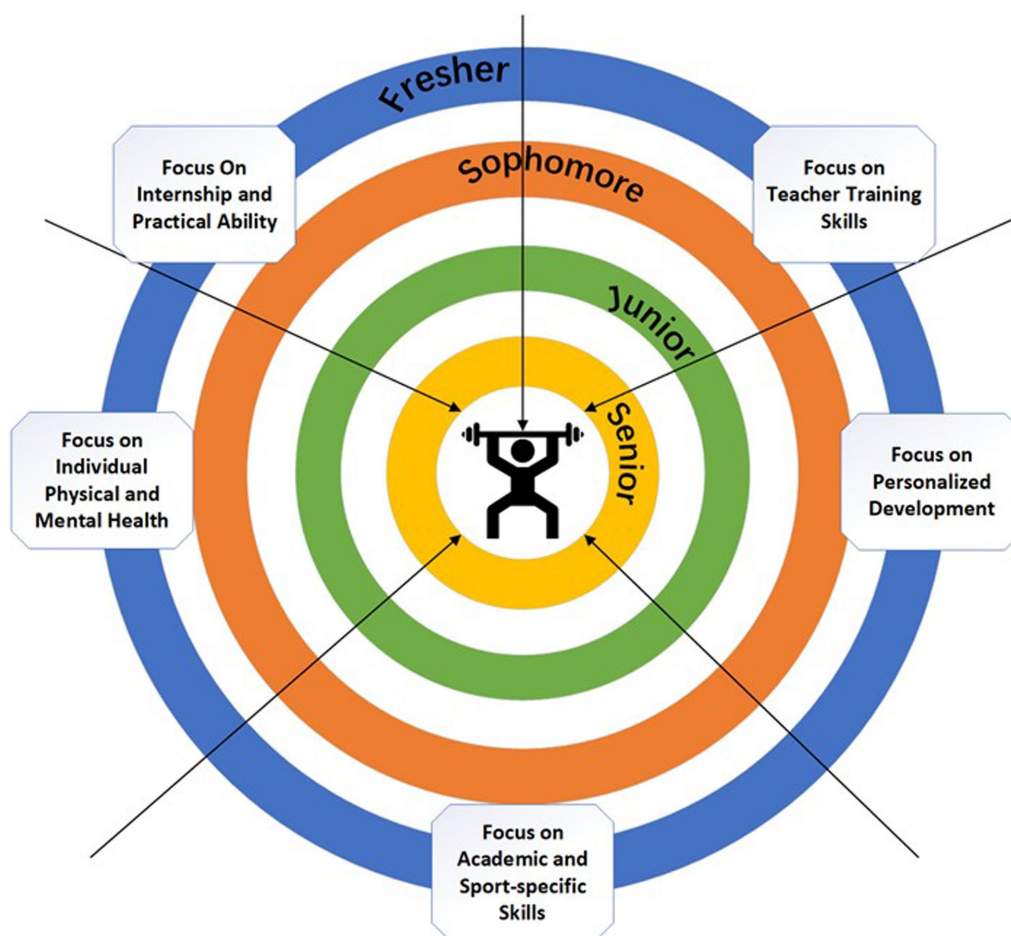 Fresher
Sophomore
Junior
Senior
Focus On
Internship and
Practical Ability
Focus on
Teacher Training
Skills
Focus on
Individual
Physical and
Mental Health
Focus on
Personalized
Development
Focus on
Academic and
Sport-specific
Skills